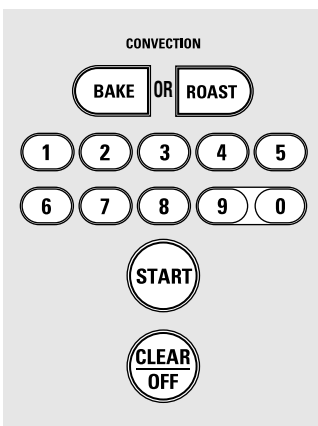 CONVECTION
BAKE OR ROAST
1 2 3 4 5
6 7 8 9 0
START
CLEAR
OFF